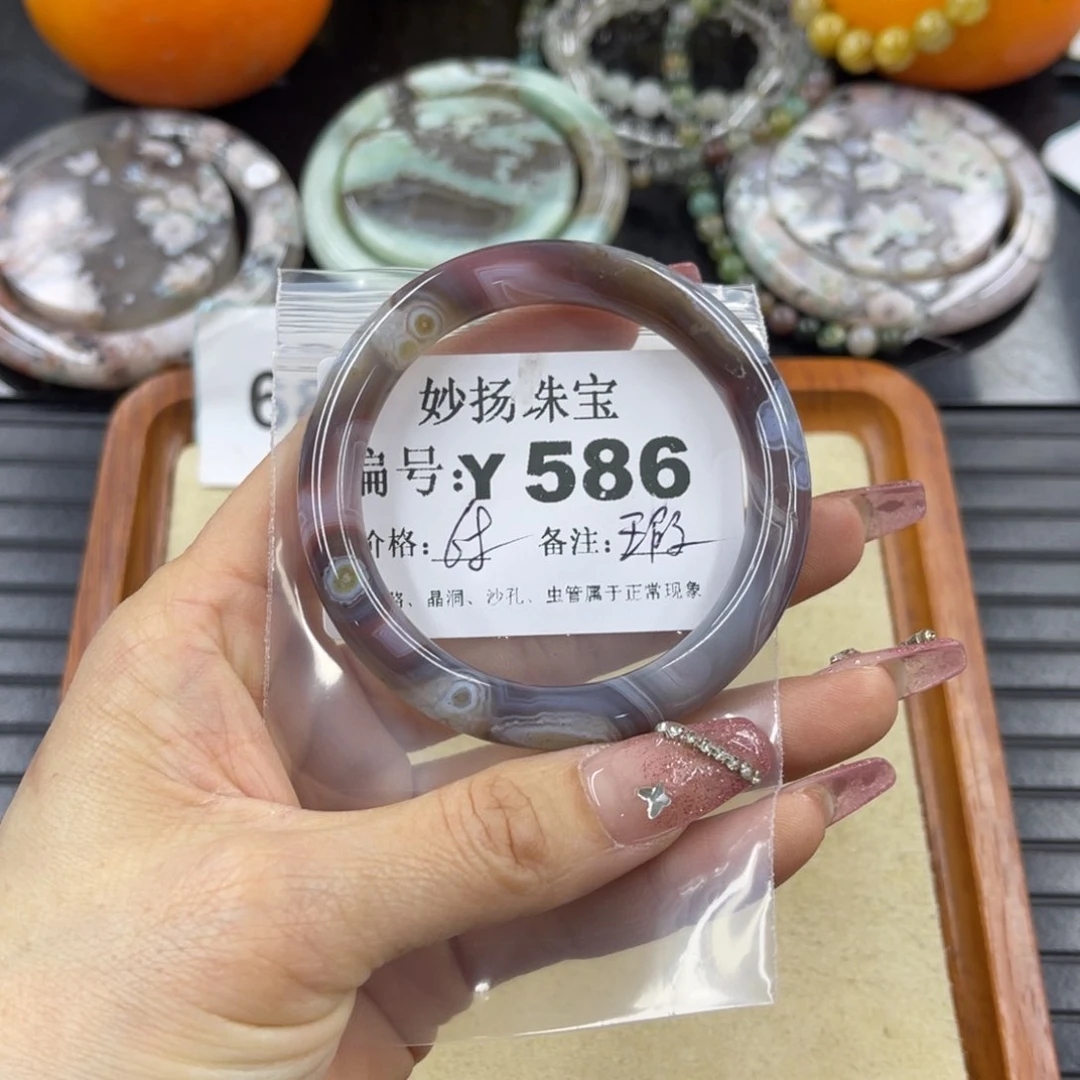 妙扬珠宝
编号:Y 586
价格: 备注:
晶洞、沙孔、虫管属于正常现象
6